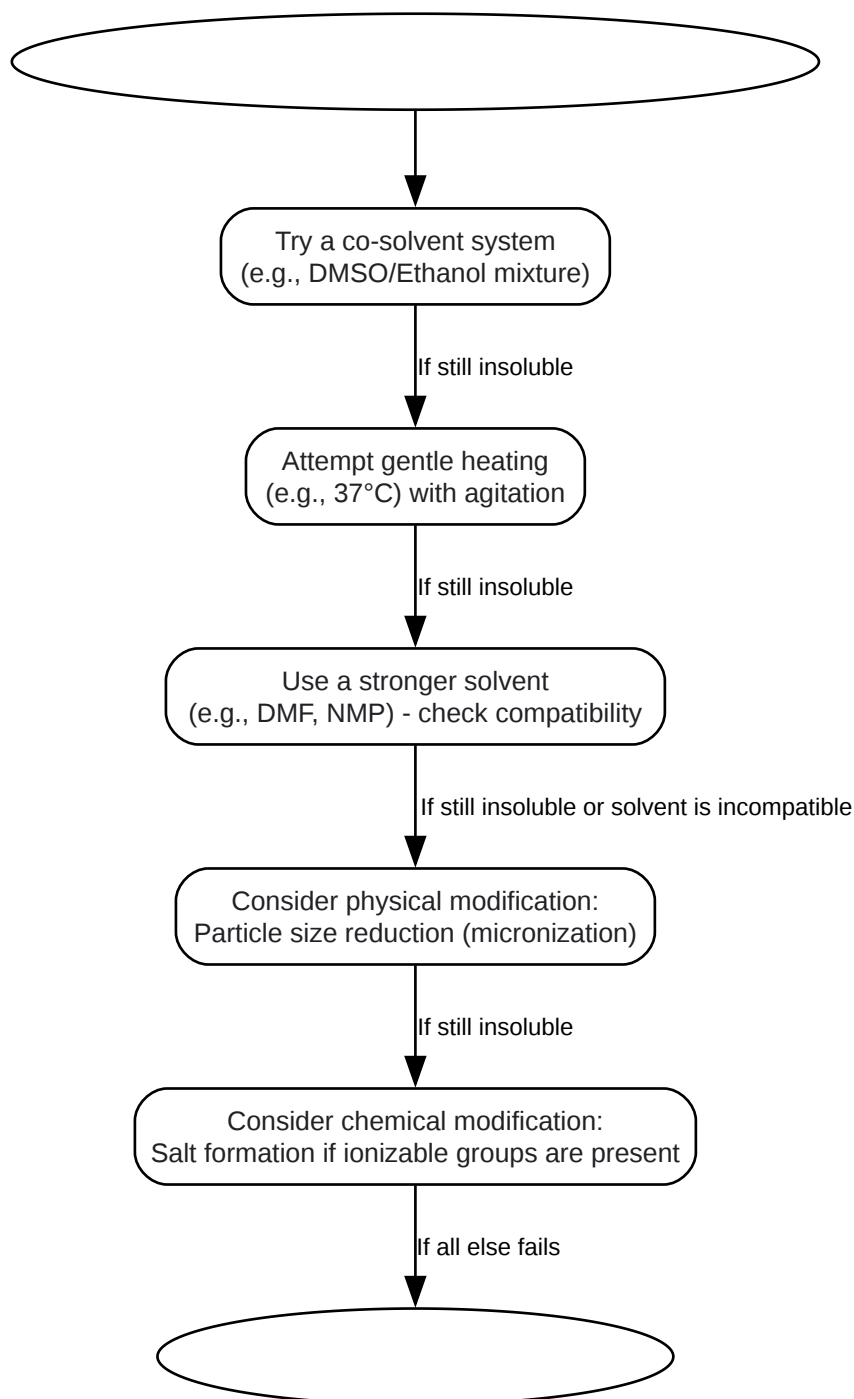 Try a co-solvent system
(e.g., DMSO/Ethanol mixture)
If still insoluble
Attempt gentle heating
(e.g., 37°C) with agitation
If still insoluble
Use a stronger solvent
(e.g., DMF, NMP) - check compatibility
If still insoluble or solvent is incompatible
Consider physical modification:
Particle size reduction (micronization)
If still insoluble
Consider chemical modification:
Salt formation if ionizable groups are present
If all else fails